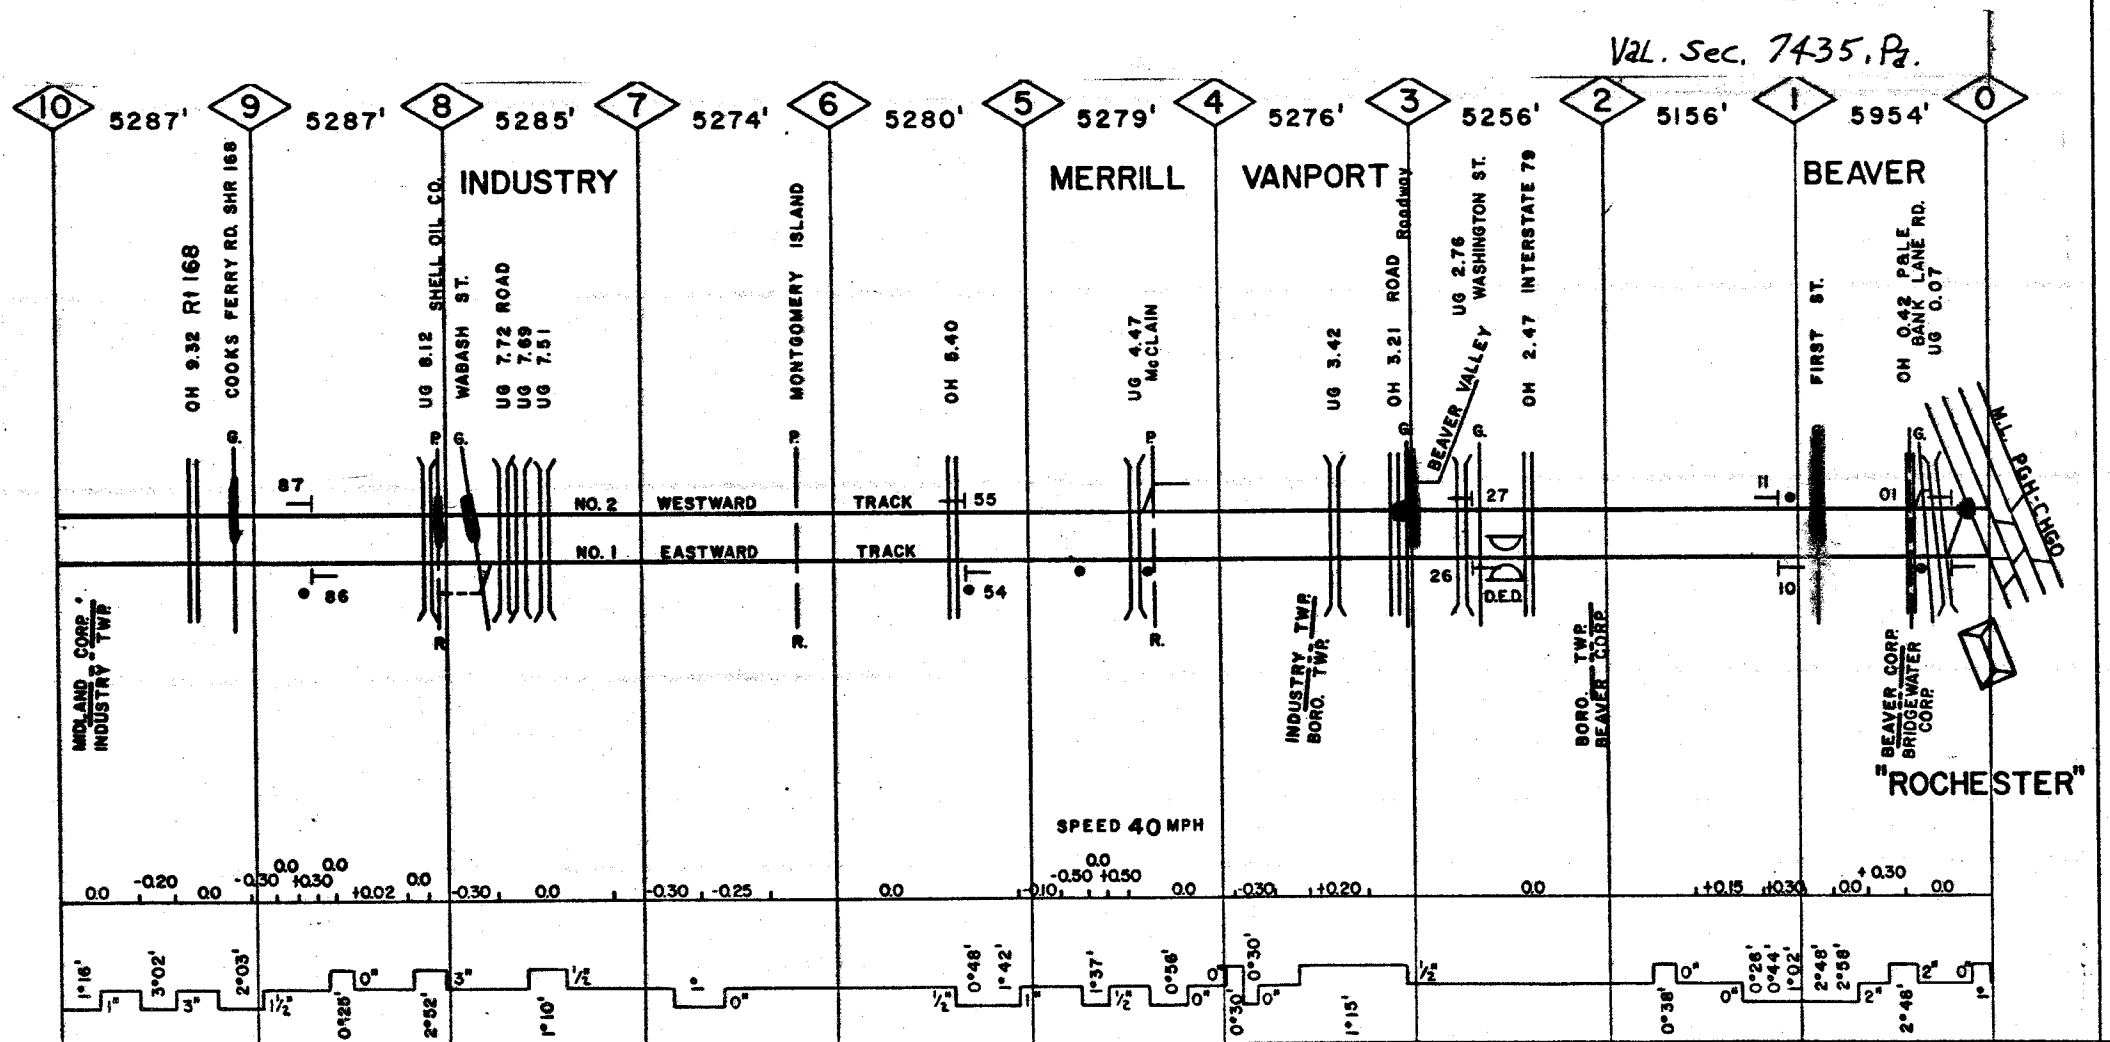 Val. Sec. 7435, Pa.
10 5287' 9 5287' 8 5285' 7 5274' 6 5280' 5 5279' 4 5276' 3 5256' 2 5156' 1 5954' 0
INDUSTRY
MERRILL
VANPORT
BEAVER
OH 9.32 Rt 168
COOKS FERRY RD. SHR 168
UG 8.12 SHELL OIL CO.
WABASH ST.
UG 7.72 ROAD
UG 7.69
UG 7.51
MONTGOMERY ISLAND
OH 5.40
UG 4.47
McCLAIN
UG 3.42
OH 3.21 ROAD Roadway
BEAVER VALLEY
UG 2.76
WASHINGTON ST.
OH 2.47 INTERSTATE 79
FIRST ST.
OH 0.42 P&LE
BANK LANE RD.
UG 0.07
M.L. PGH-CHGO
P. G. P. G. P. P. G. G. G.
87
NO. 2 WESTWARD TRACK
55
27
11
01
NO. 1 EASTWARD TRACK
86
54
26
D.E.D.
10
R. R. R.
MIDLAND CORP.
INDUSTRY TWP.
INDUSTRY TWP.
BORO. TWP.
BORO. TWP.
BEAVER CORP
BEAVER CORP.
BRIDGEWATER
CORP.
"ROCHESTER"
SPEED 40 MPH
0.0 -0.20 0.0 -0.30 0.0 +0.30 0.0 +0.02 0.0 -0.30 0.0 -0.30 -0.25 0.0 -0.10 -0.50 0.0 +0.50 0.0 -0.30 +0.20 0.0 +0.15 +0.30 0.0 +0.30 0.0
1°16' 1" 3°02' 3" 2°03' 1½" 0°25' 0" 2°52' 3" 1°10' ½" 1° 0" ½" 0°48' 1°42' 1" 1°37' ½" 0°56' 0" 0" 0°30' 0°30' 0" 1°15' ½" 0°38' 0" 0" 0°26' 0°44' 1°02' 2°48' 2°58' 2" 2°48' 2" 0" 1°